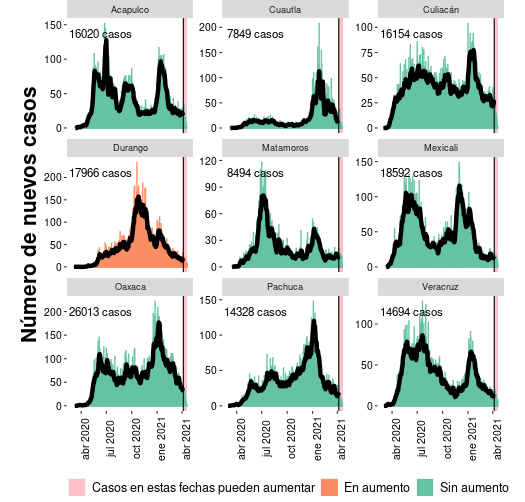 Número de nuevos casos
Acapulco
Cuautla
Culiacán
16020 casos
7849 casos
16154 casos
150
100
50
0
200
150
100
50
0
100
75
50
25
0
Durango
Matamoros
Mexicali
17966 casos
8494 casos
18592 casos
200
150
100
50
0
120
90
60
30
0
150
100
50
0
Oaxaca
Pachuca
Veracruz
26013 casos
14328 casos
14694 casos
200
150
100
50
0
150
100
50
0
100
50
0
abr 2020
jul 2020
oct 2020
ene 2021
abr 2021
abr 2020
jul 2020
oct 2020
ene 2021
abr 2021
abr 2020
jul 2020
oct 2020
ene 2021
abr 2021
Casos en estas fechas pueden aumentar
En aumento
Sin aumento